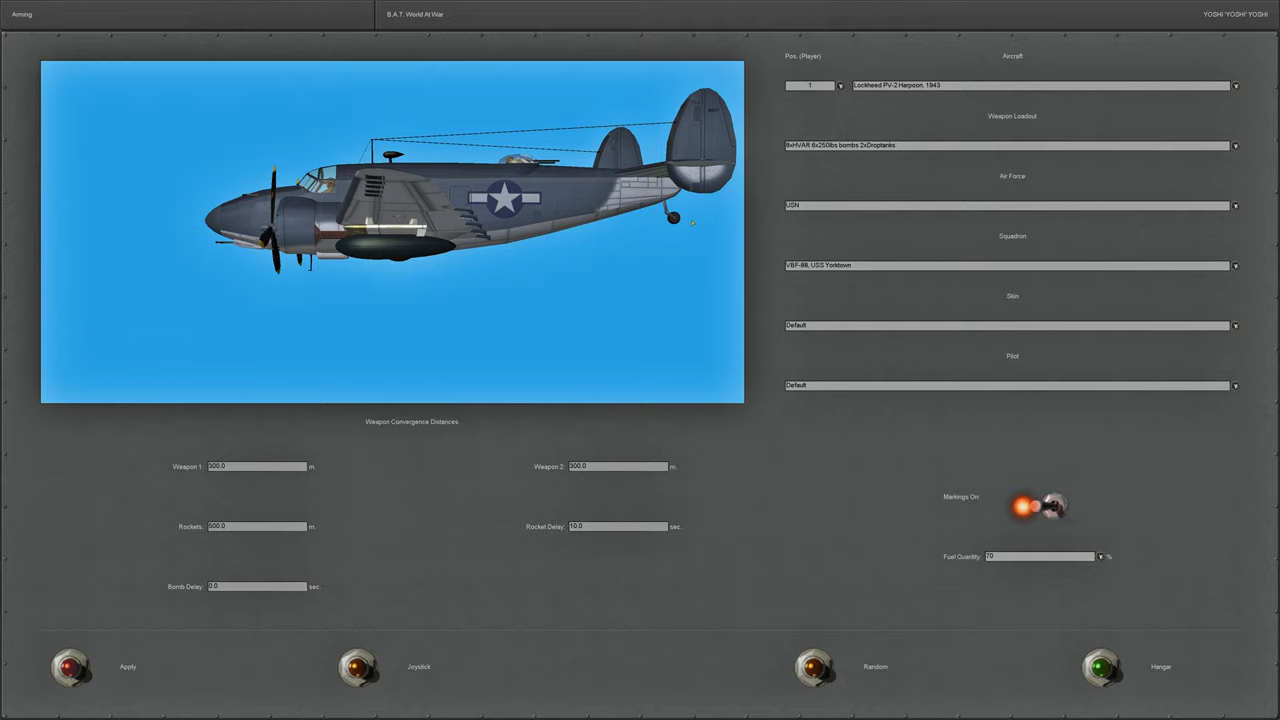 Arming
B.A.T. World At War
YOSHI 'YOSHI' YOSHI
Pos. (Player)
Aircraft
1
Lockheed PV-2 Harpoon, 1943
Weapon Loadout
8xHVAR 6x250lbs bombs 2xDroptanks
Air Force
USN
Squadron
VBF-88, USS Yorktown
Skin
Default
Pilot
Default
Weapon Convergence Distances
Weapon 1: 300.0 m.
Weapon 2: 300.0 m.
Markings On:
Rockets: 500.0 m.
Rocket Delay: 10.0 sec.
Fuel Quantity: 70 %
Bomb Delay: 0.0 sec.
Apply
Joystick
Random
Hangar